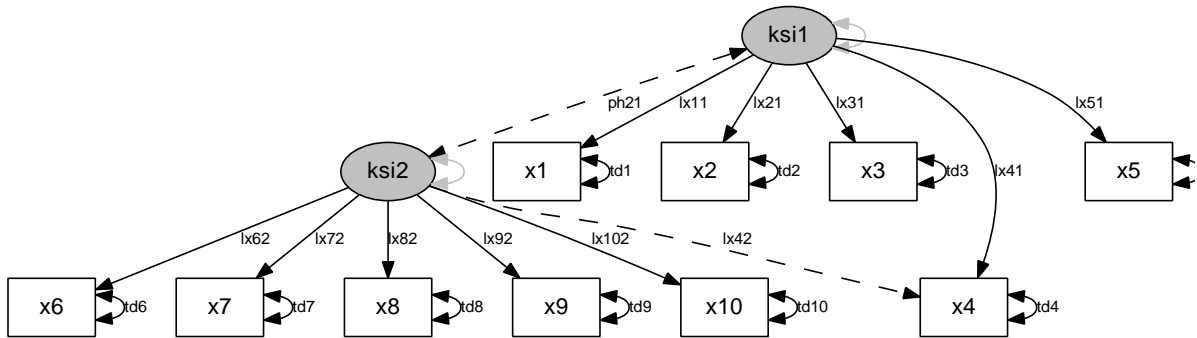 ksi1
ph21
lx11
lx21
lx31
lx51
ksi2
x1
td1
x2
td2
x3
td3
lx41
x5
lx62
lx72
lx82
lx92
lx102
lx42
x6
td6
x7
td7
x8
td8
x9
td9
x10
td10
x4
td4